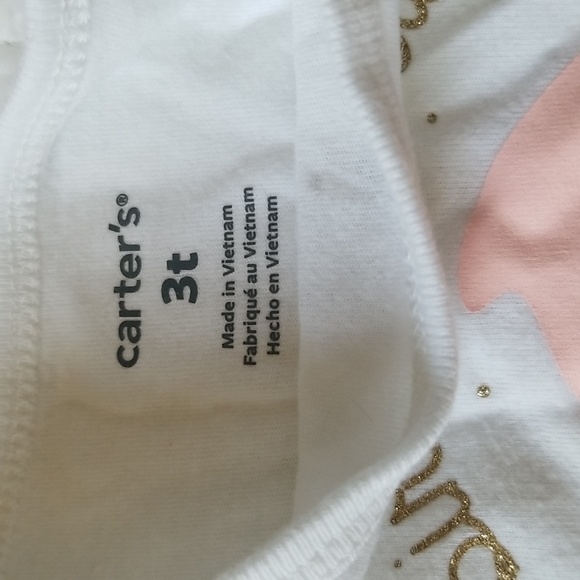 carter's®
3t
Made in Vietnam
Fabriqué au Vietnam
Hecho en Vietnam